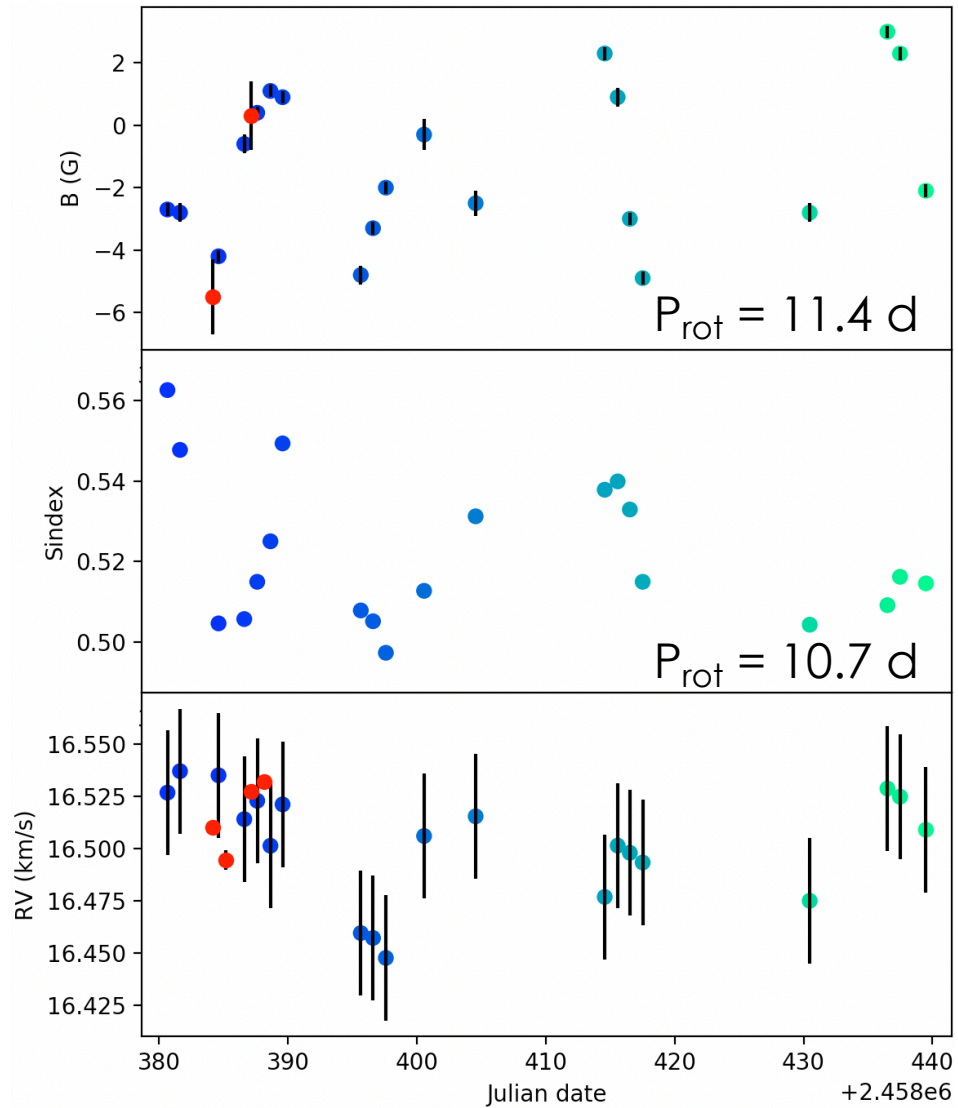 B (G)
2
0
−2
−4
−6
P_rot = 11.4 d
Sindex
0.56
0.54
0.52
0.50
P_rot = 10.7 d
RV (km/s)
16.550
16.525
16.500
16.475
16.450
16.425
380 390 400 410 420 430 440
Julian date
+2.458e6